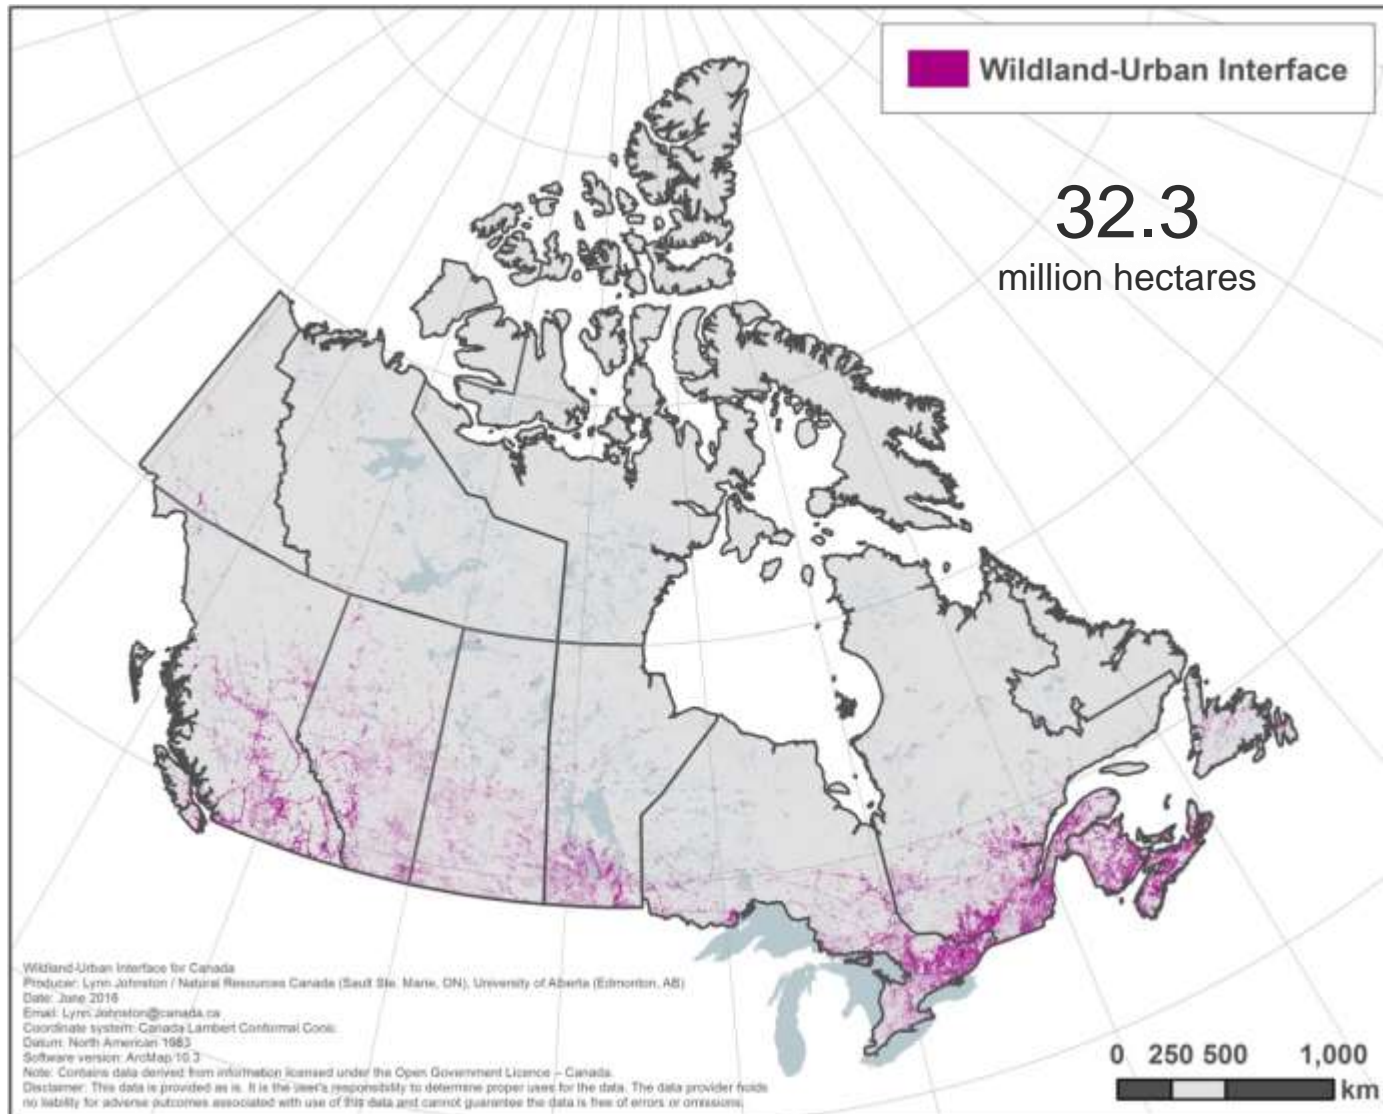 Wildland-Urban Interface
32.3
million hectares
Wildland-Urban Interface for Canada
Producer: Lynn Johnston / Natural Resources Canada (Sault Ste. Marie, ON), University of Alberta (Edmonton, AB)
Date: June 2016
Email: Lynn.Johnston@canada.ca
Coordinate system: Canada Lambert Conformal Conic
Datum: North American 1983
Software version: ArcMap 10.3
Note: Contains data derived from information licensed under the Open Government Licence – Canada.
Disclaimer: This data is provided as is. It is the user's responsibility to determine proper uses for the data. The data provider holds
no liability for adverse outcomes associated with use of this data and cannot guarantee the data is free of errors or omissions.
0 250 500 1,000
km